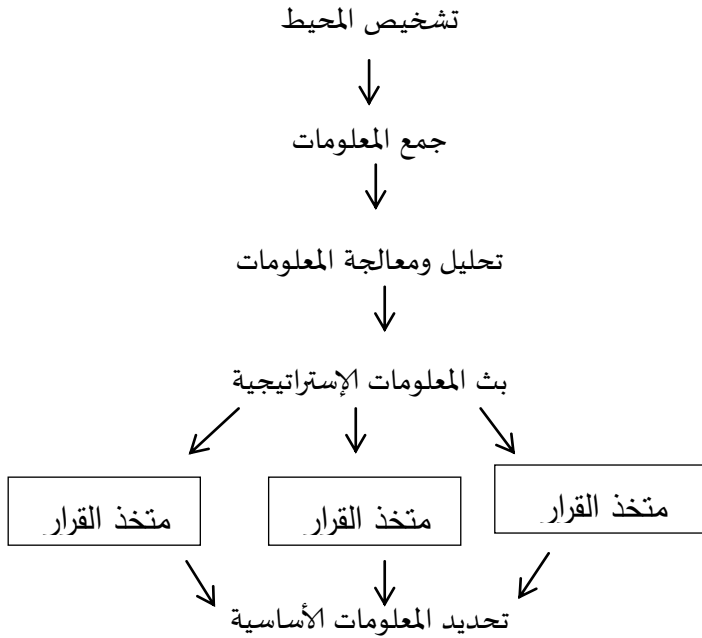 تشخيص المحيط
جمع المعلومات
تحليل ومعالجة المعلومات
بث المعلومات الإستراتيجية
متخذ القرار
متخذ القرار
متخذ القرار
تحديد المعلومات الأساسية